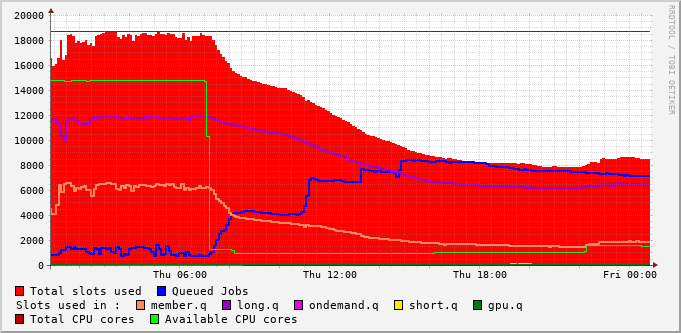 20000
18000
16000
14000
12000
10000
8000
6000
4000
2000
0
Thu 06:00 Thu 12:00 Thu 18:00 Fri 00:00
RRDTOOL / TOBI OETIKER
Total slots used Queued Jobs
Slots used in : member.q long.q ondemand.q short.q gpu.q
Total CPU cores Available CPU cores